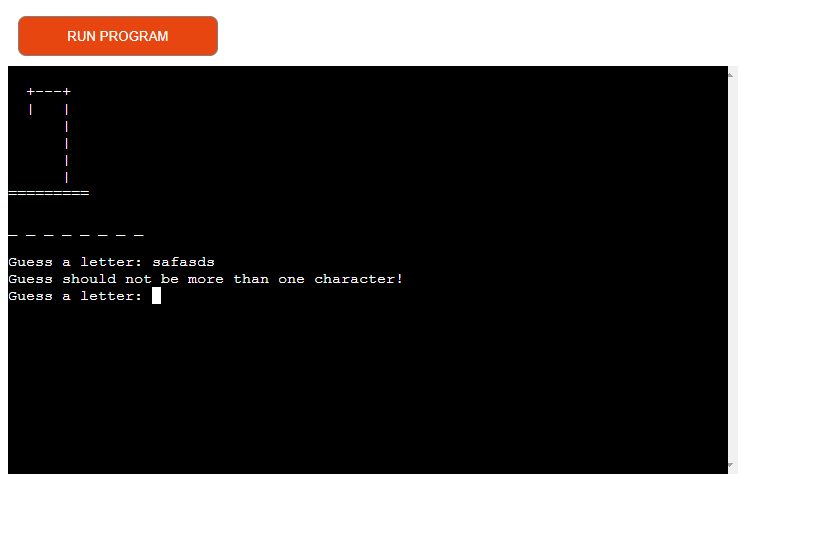 RUN PROGRAM
  +---+
  |   |
      |
      |
      |
      |
=========
_ _ _ _ _ _ _ _
Guess a letter: safasds
Guess should not be more than one character!
Guess a letter: